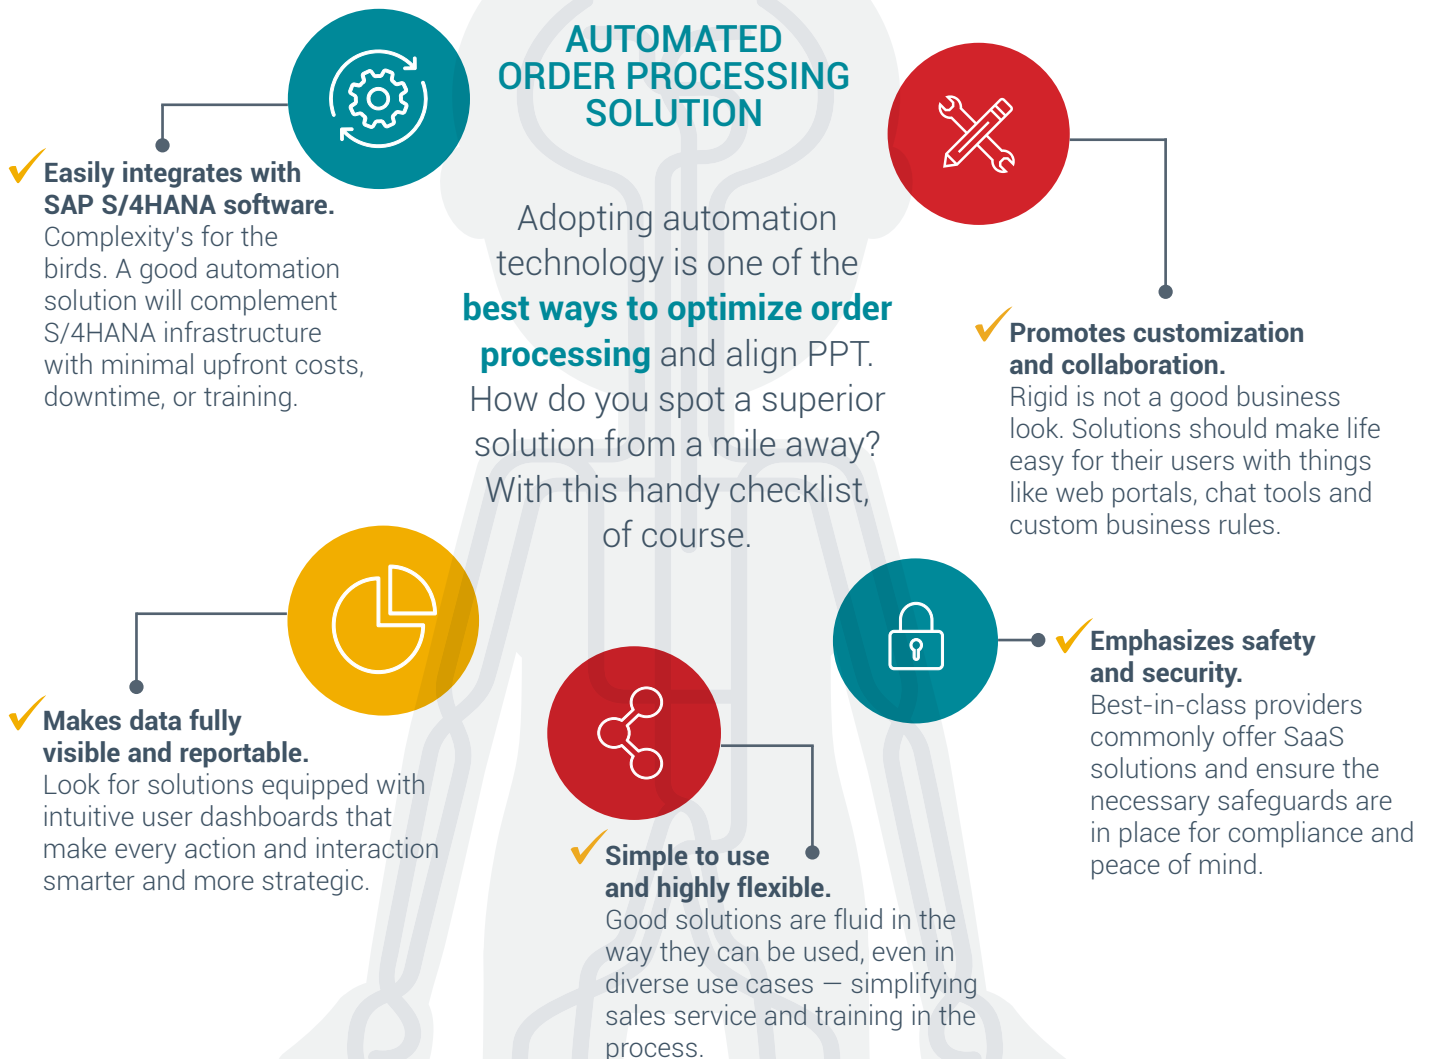 AUTOMATED
ORDER PROCESSING
SOLUTION
Adopting automation
technology is one of the
best ways to optimize order
processing and align PPT.
How do you spot a superior
solution from a mile away?
With this handy checklist,
of course.
Easily integrates with
SAP S/4HANA software.
Complexity's for the
birds. A good automation
solution will complement
S/4HANA infrastructure
with minimal upfront costs,
downtime, or training.
Promotes customization
and collaboration.
Rigid is not a good business
look. Solutions should make life
easy for their users with things
like web portals, chat tools and
custom business rules.
Makes data fully
visible and reportable.
Look for solutions equipped with
intuitive user dashboards that
make every action and interaction
smarter and more strategic.
Simple to use
and highly flexible.
Good solutions are fluid in the
way they can be used, even in
diverse use cases — simplifying
sales service and training in the
process.
Emphasizes safety
and security.
Best-in-class providers
commonly offer SaaS
solutions and ensure the
necessary safeguards are
in place for compliance and
peace of mind.